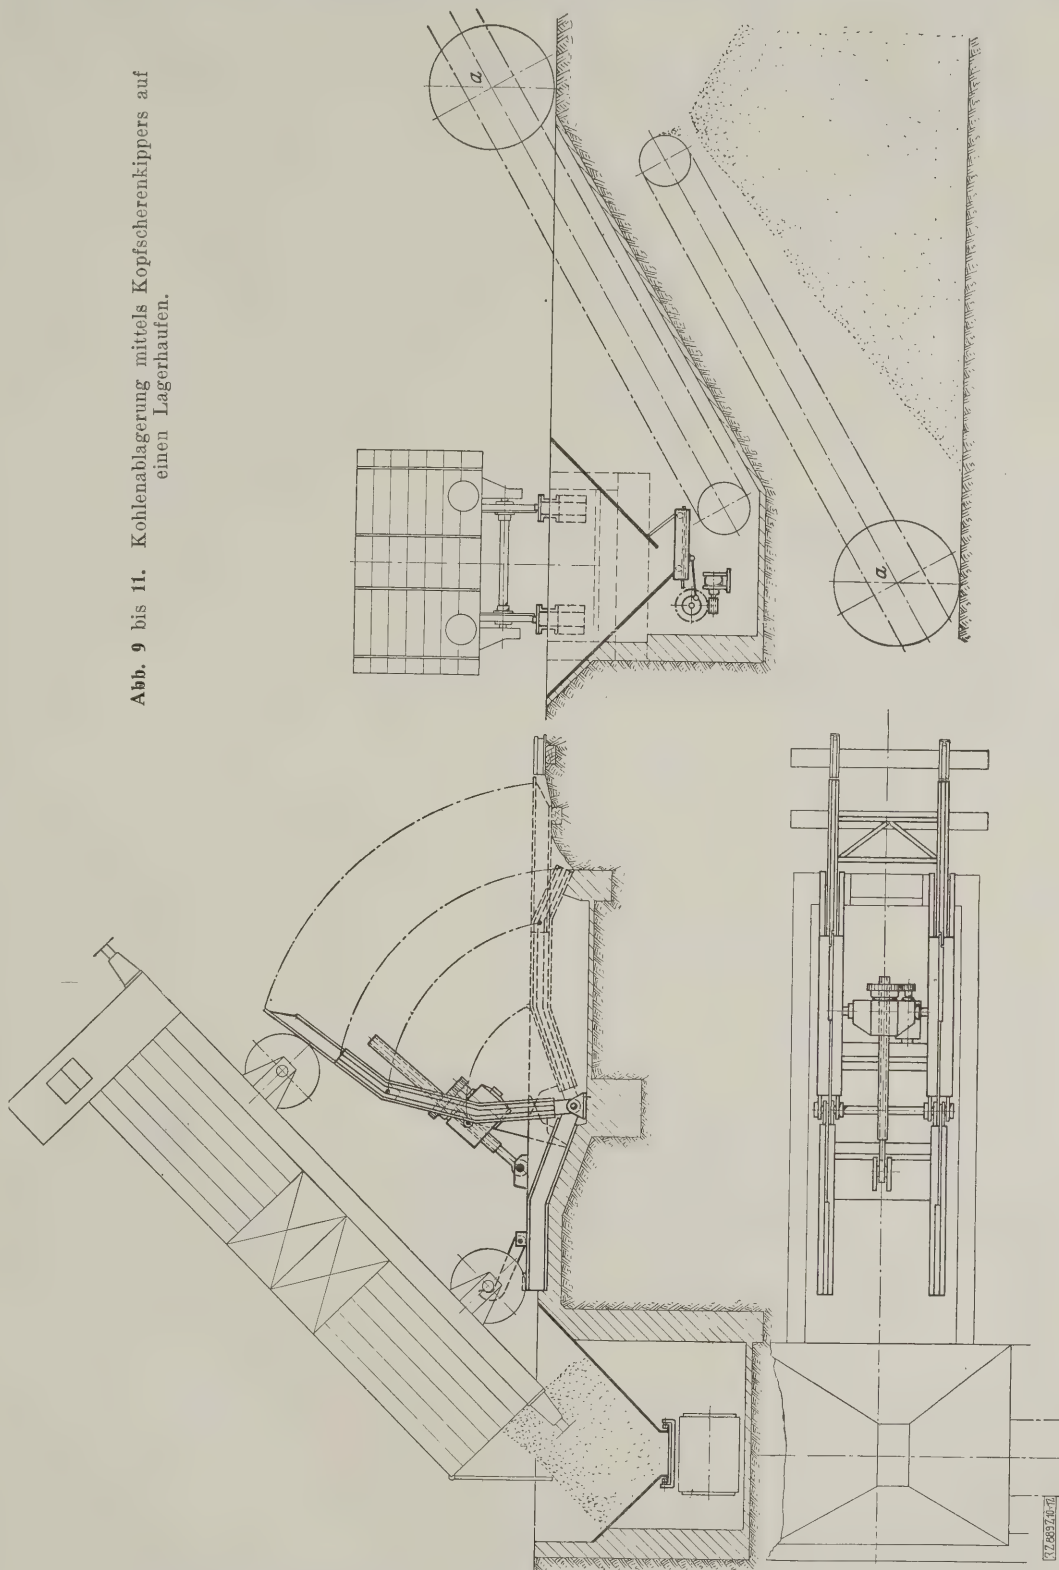 Abb. 9 bis 11. Kohlenablagerung mittels Kopfscherenkippers auf
einen Lagerhaufen.
a
a